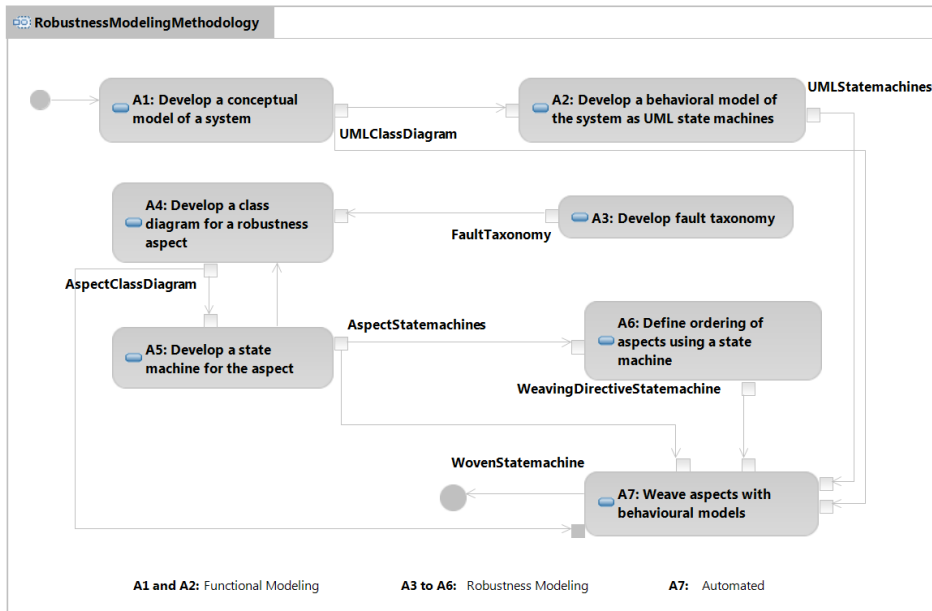 RobustnessModelingMethodology
A1: Develop a conceptual
model of a system
A2: Develop a behavioral model of
the system as UML state machines
UMLStatemachines
UMLClassDiagram
A4: Develop a class
diagram for a robustness
aspect
A3: Develop fault taxonomy
FaultTaxonomy
AspectClassDiagram
A5: Develop a state
machine for the aspect
AspectStatemachines
A6: Define ordering of
aspects using a state
machine
WeavingDirectiveStatemachine
WovenStatemachine
A7: Weave aspects with
behavioural models
A1 and A2: Functional Modeling
A3 to A6: Robustness Modeling
A7: Automated